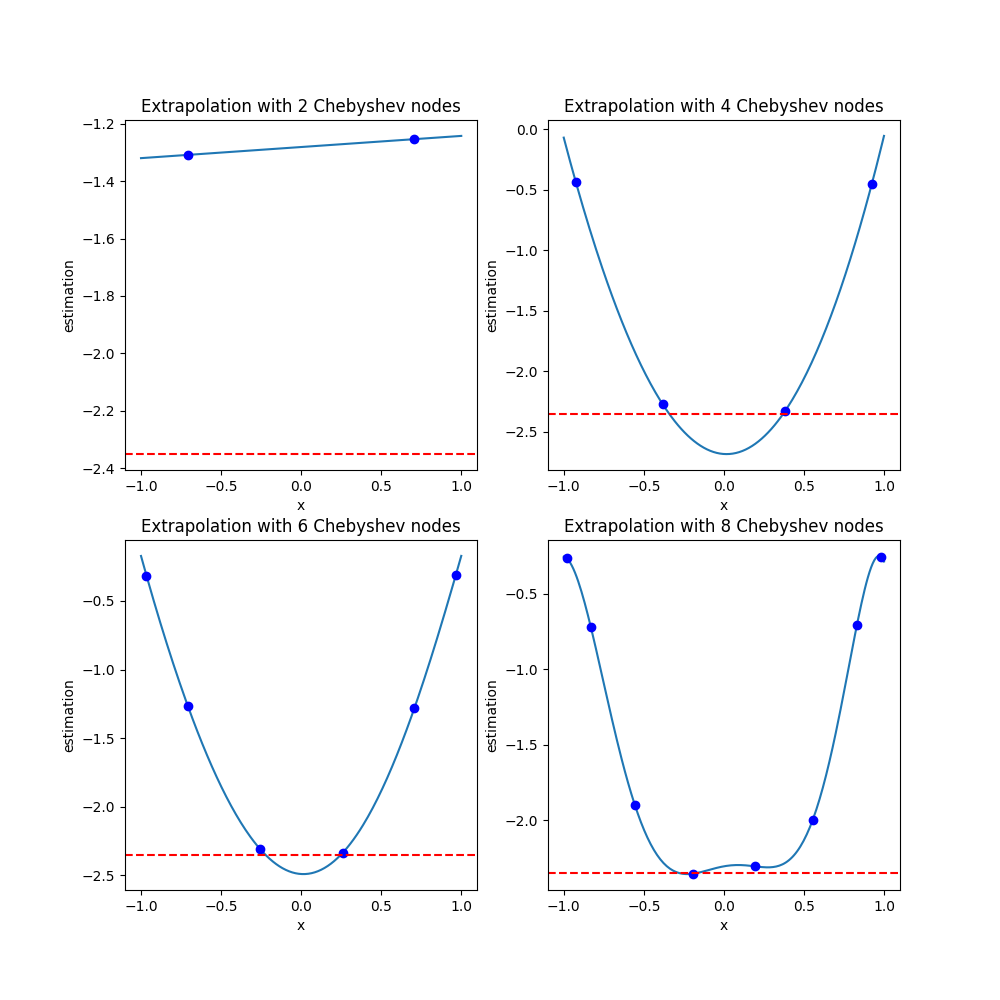 Extrapolation with 2 Chebyshev nodes
−1.2
−1.4
−1.6
−1.8
−2.0
−2.2
−2.4
estimation
−1.0 −0.5 0.0 0.5 1.0
x
Extrapolation with 4 Chebyshev nodes
0.0
−0.5
−1.0
−1.5
−2.0
−2.5
estimation
−1.0 −0.5 0.0 0.5 1.0
x
Extrapolation with 6 Chebyshev nodes
−0.5
−1.0
−1.5
−2.0
−2.5
estimation
−1.0 −0.5 0.0 0.5 1.0
x
Extrapolation with 8 Chebyshev nodes
−0.5
−1.0
−1.5
−2.0
estimation
−1.0 −0.5 0.0 0.5 1.0
x